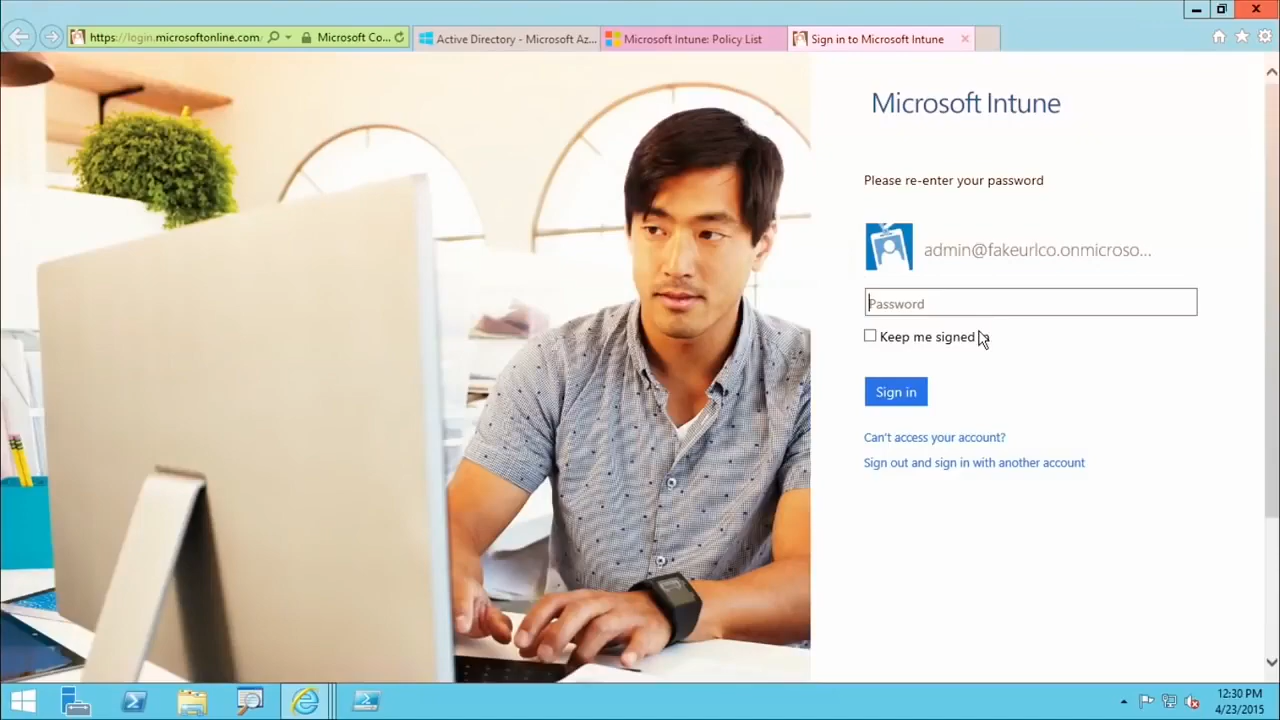 https://login.microsoftonline.com
Microsoft Co...
Active Directory - Microsoft Az...
Microsoft Intune: Policy List
Sign in to Microsoft Intune
Microsoft Intune
Please re-enter your password
admin@fakeurlco.onmicroso...
Password
Keep me signed
Sign in
Can't access your account?
Sign out and sign in with another account
12:30 PM
4/23/2015